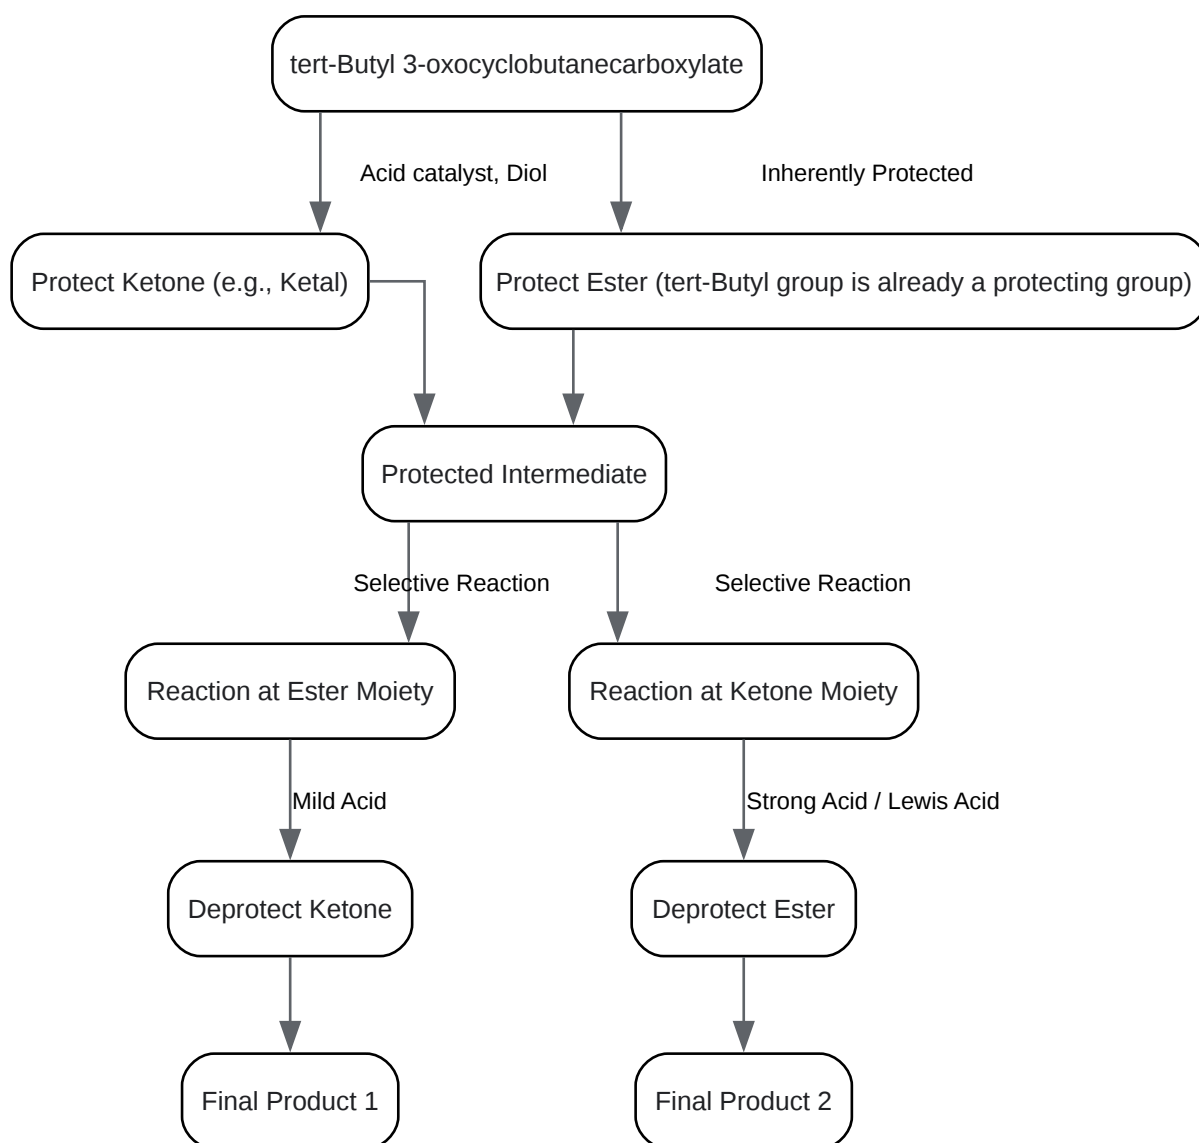 tert-Butyl 3-oxocyclobutanecarboxylate
Acid catalyst, Diol
Inherently Protected
Protect Ketone (e.g., Ketal)
Protect Ester (tert-Butyl group is already a protecting group)
Protected Intermediate
Selective Reaction
Selective Reaction
Reaction at Ester Moiety
Reaction at Ketone Moiety
Mild Acid
Strong Acid / Lewis Acid
Deprotect Ketone
Deprotect Ester
Final Product 1
Final Product 2